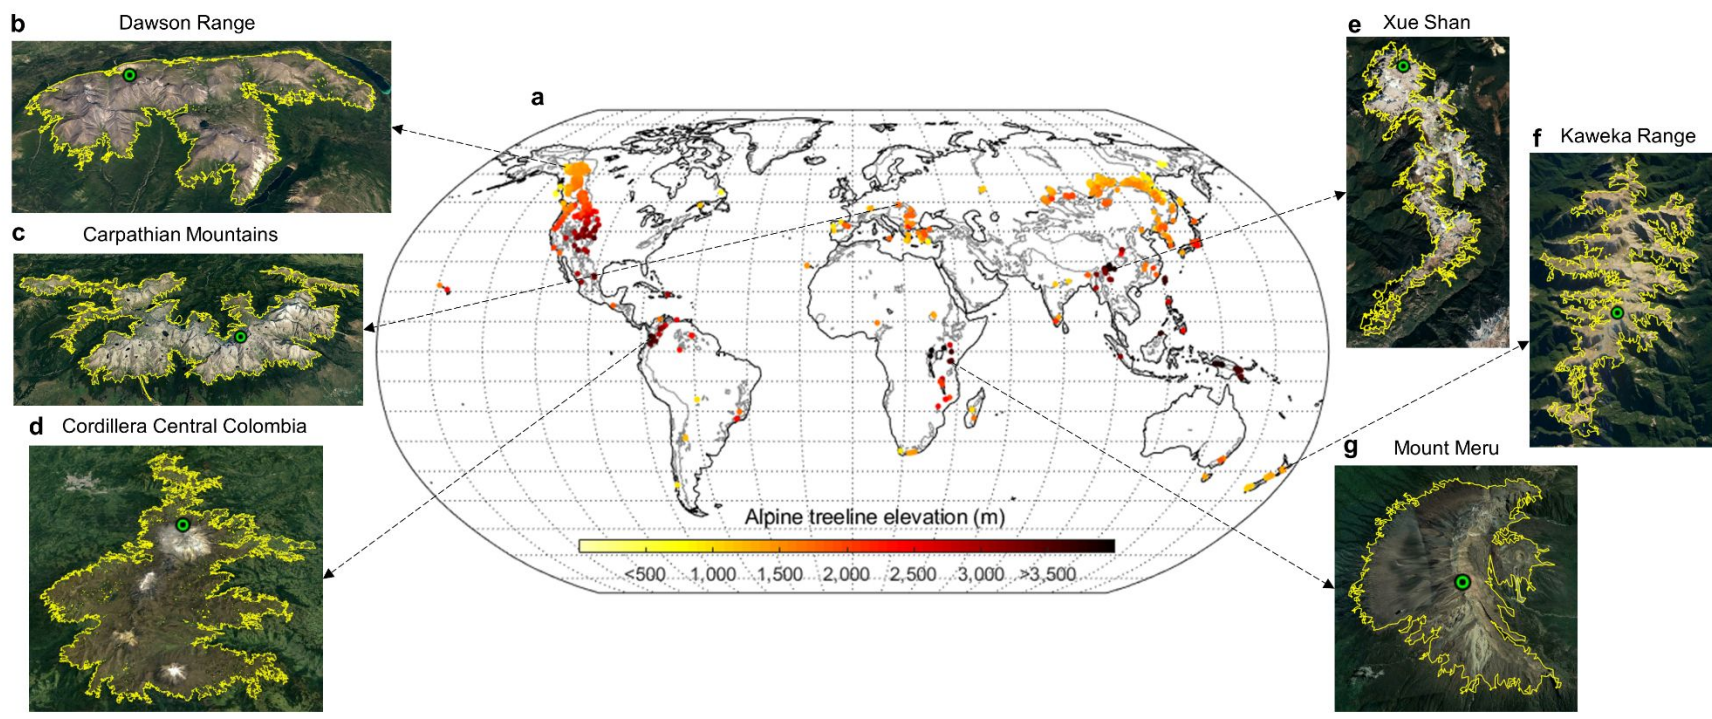 b Dawson Range
c Carpathian Mountains
d Cordillera Central Colombia
a
Alpine treeline elevation (m)
<500 1,000 1,500 2,000 2,500 3,000 >3,500
e Xue Shan
f Kaweka Range
g Mount Meru